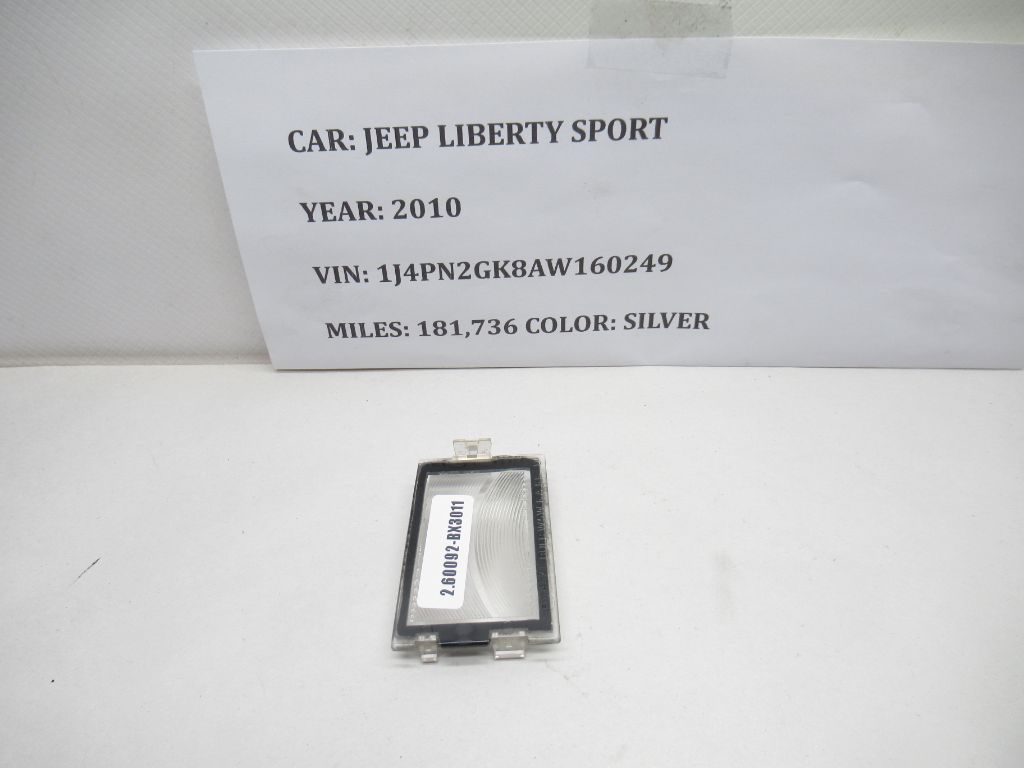 CAR: JEEP LIBERTY SPORT
YEAR: 2010
VIN: 1J4PN2GK8AW160249
MILES: 181,736 COLOR: SILVER
2.60092-BX3011